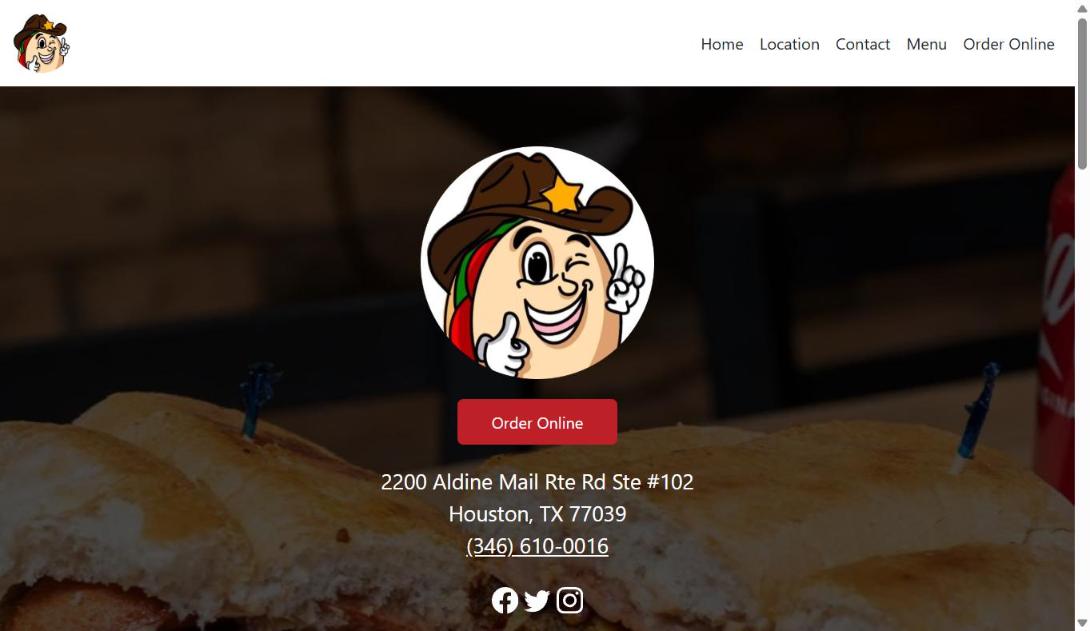 Home Location Contact Menu Order Online
Order Online
2200 Aldine Mail Rte Rd Ste #102
Houston, TX 77039
(346) 610-0016